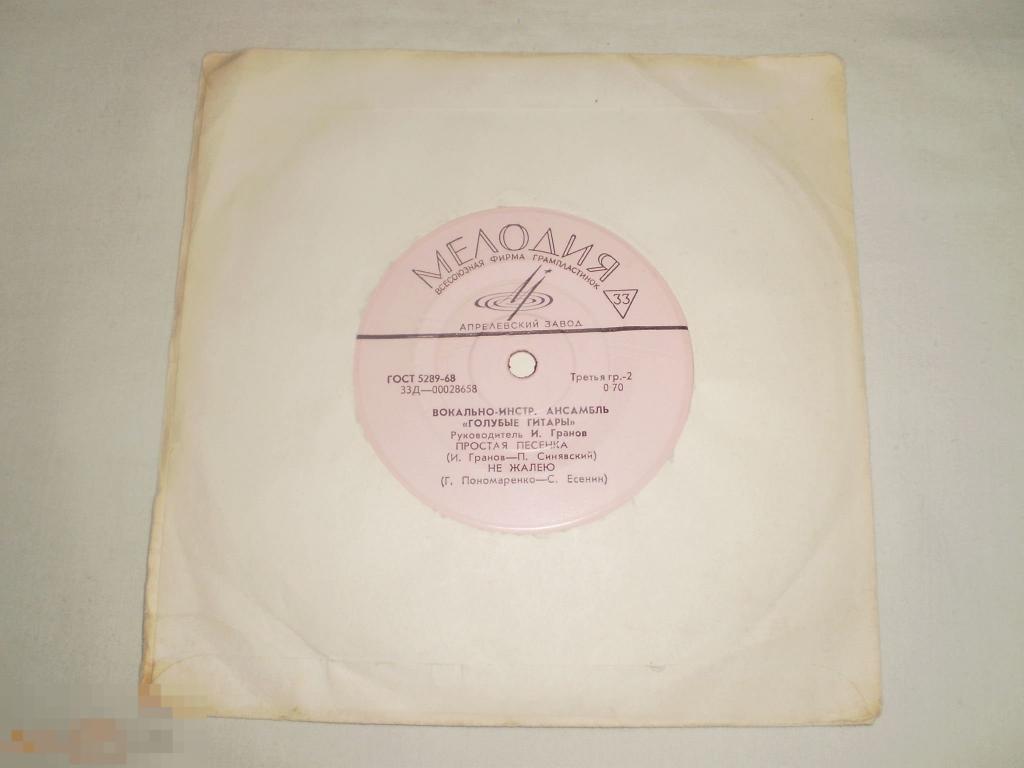 МЕЛОДИЯ
ВСЕСОЮЗНАЯ ФИРМА ГРАМПЛАСТИНОК
33
АПРЕЛЕВСКИЙ ЗАВОД
ГОСТ 5289-68 Третья гр.-2
33Д—00028658 0 70
ВОКАЛЬНО-ИНСТР. АНСАМБЛЬ
«ГОЛУБЫЕ ГИТАРЫ»
Руководитель И. Гранов
ПРОСТАЯ ПЕСЕНКА
(И. Гранов—П. Синявский)
НЕ ЖАЛЕЮ
(Г. Пономаренко—С. Есенин)